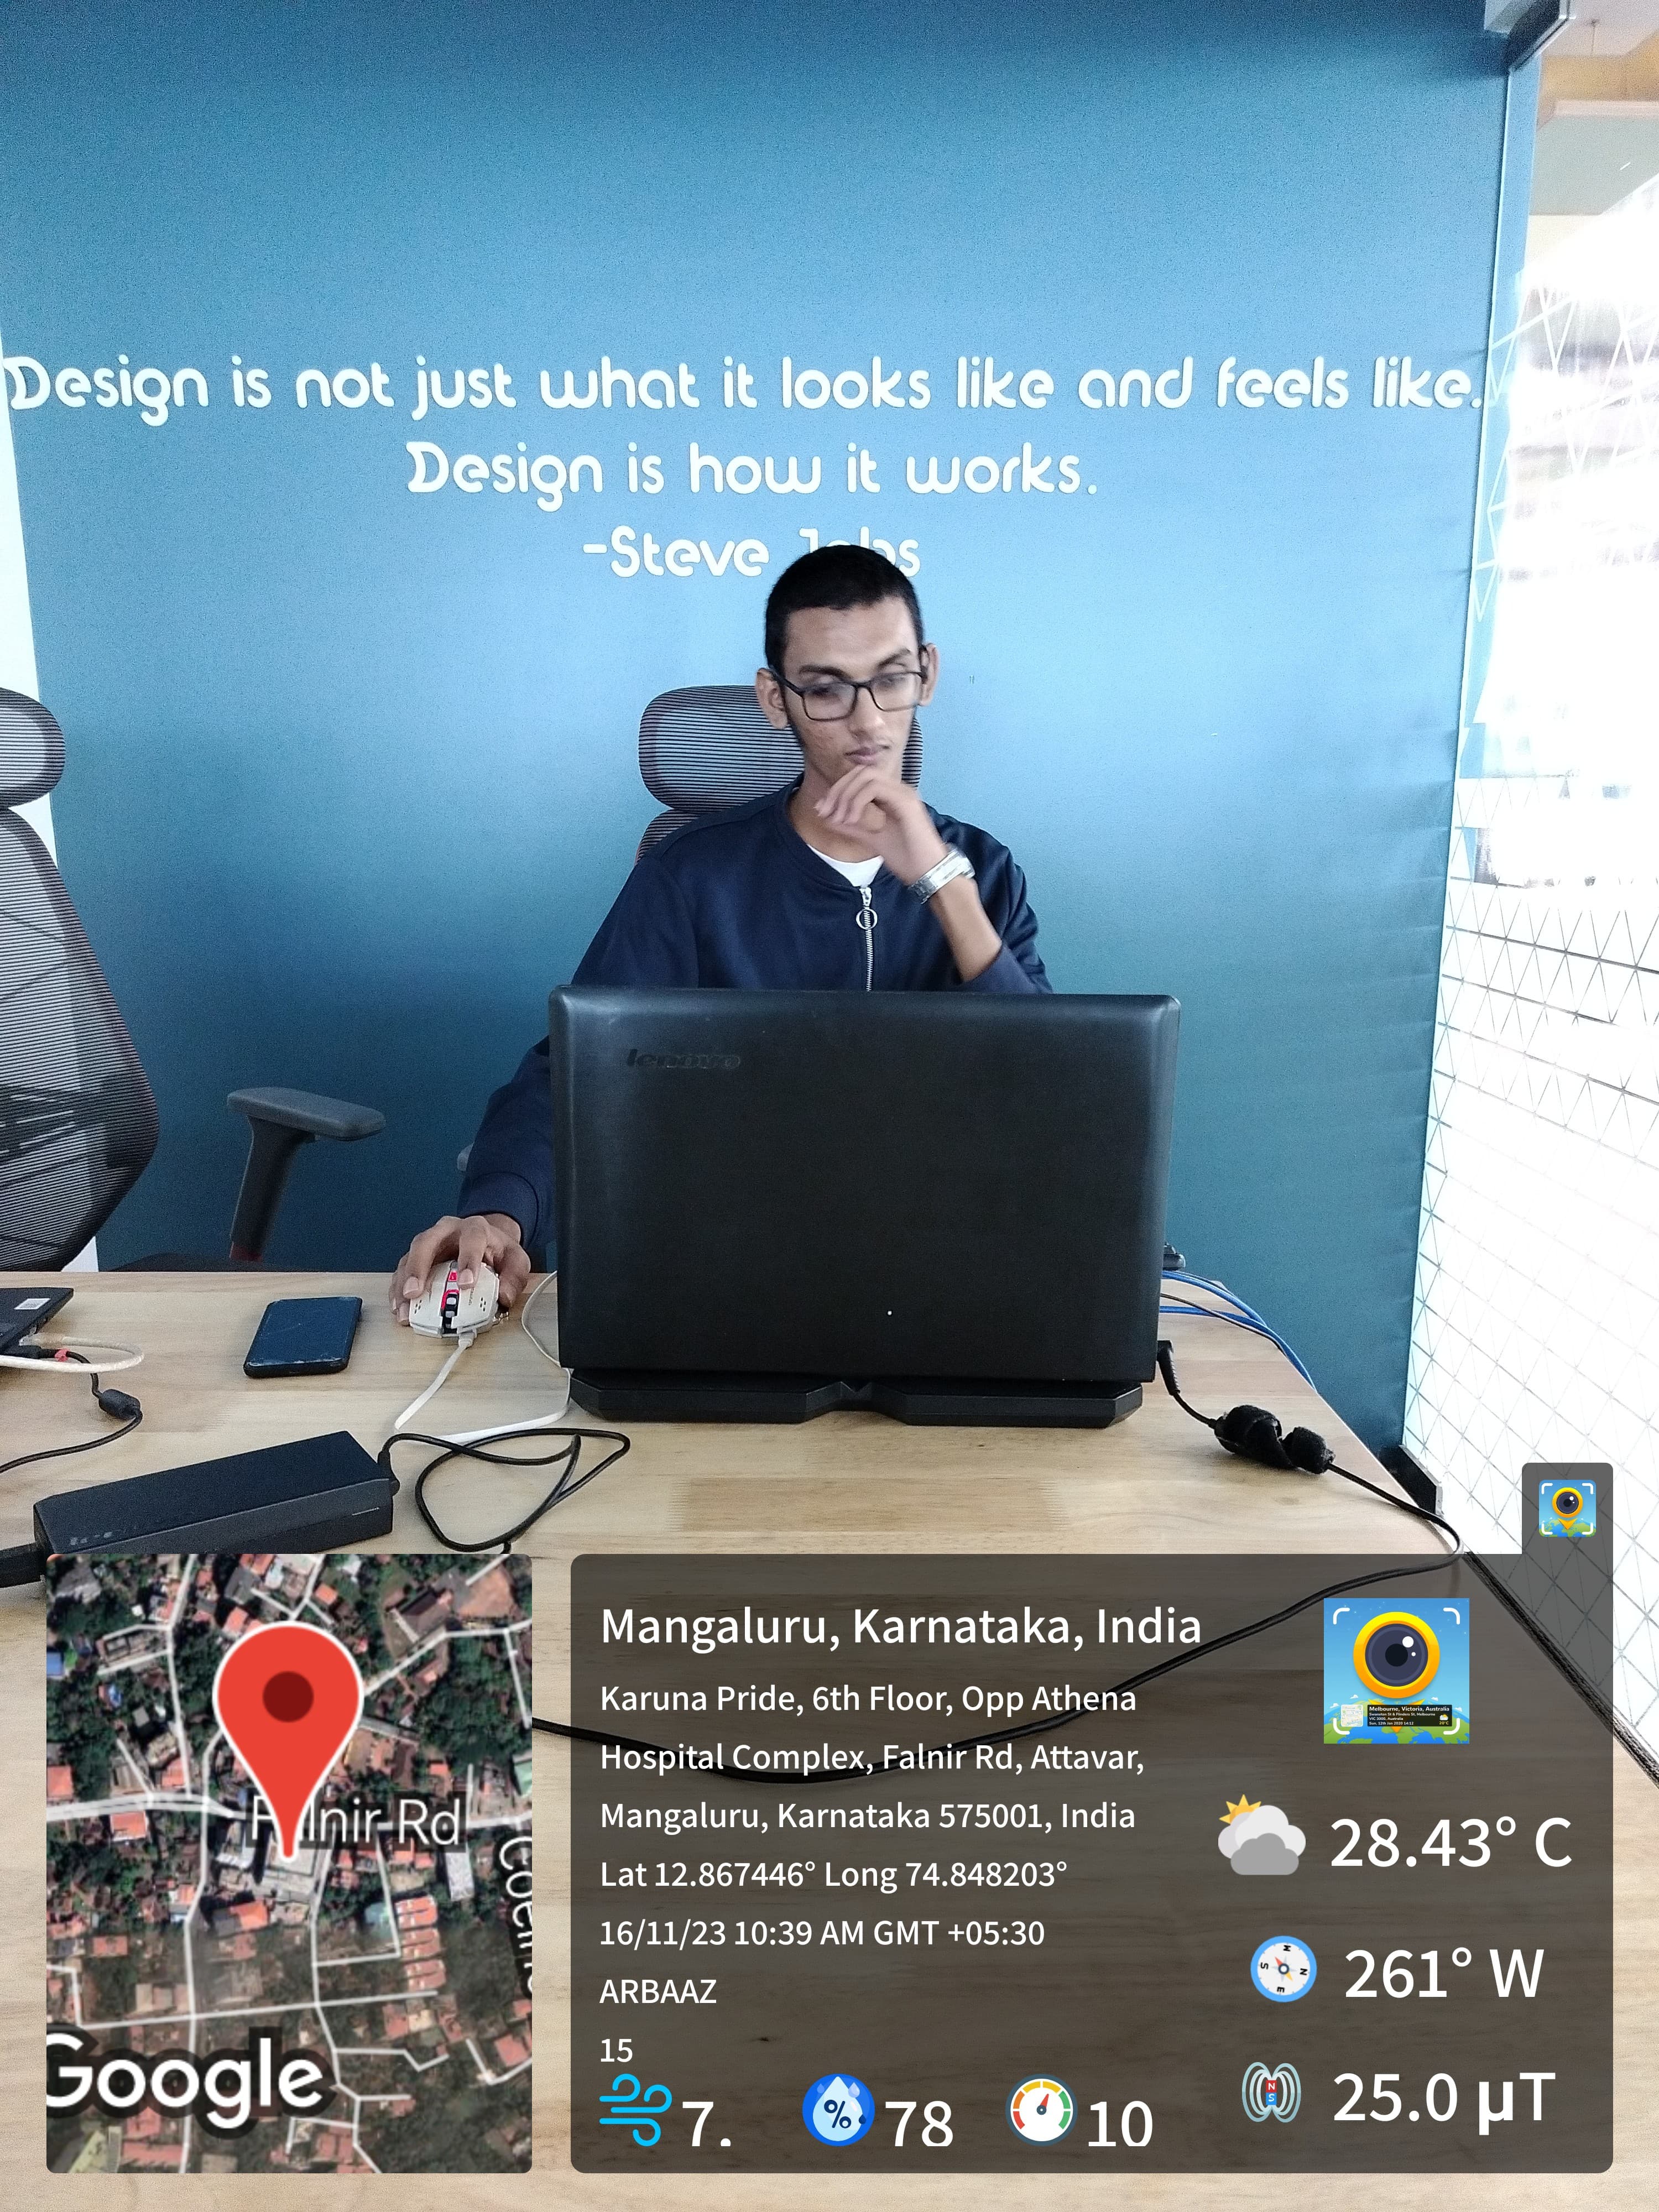 Design is not just what it looks like and feels like.
Design is how it works.
-Steve Jobs
lenovo
Falnir Rd
Google
Mangaluru, Karnataka, India
Karuna Pride, 6th Floor, Opp Athena
Hospital Complex, Falnir Rd, Attavar,
Mangaluru, Karnataka 575001, India
Lat 12.867446° Long 74.848203°
16/11/23 10:39 AM GMT +05:30
ARBAAZ
15
7.
% 78
10
28.43° C
261° W
25.0 µT